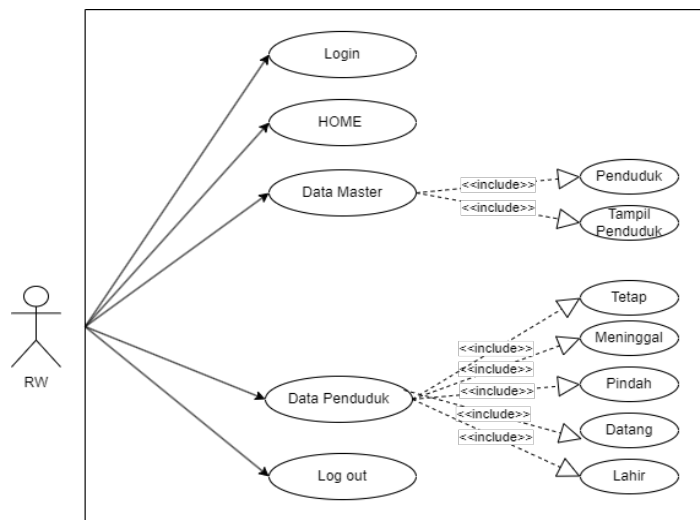 Login
HOME
Data Master
<<include>>
Penduduk
<<include>>
Tampil
Penduduk
RW
Data Penduduk
<<include>>
Tetap
<<include>>
Meninggal
<<include>>
Pindah
<<include>>
Datang
<<include>>
Lahir
Log out